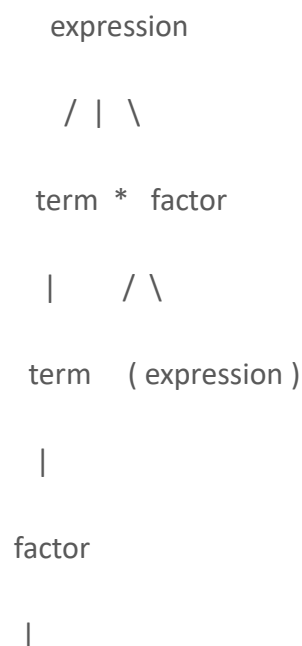 expression
/ | \
term * factor
| / \
term ( expression )
|
factor
|